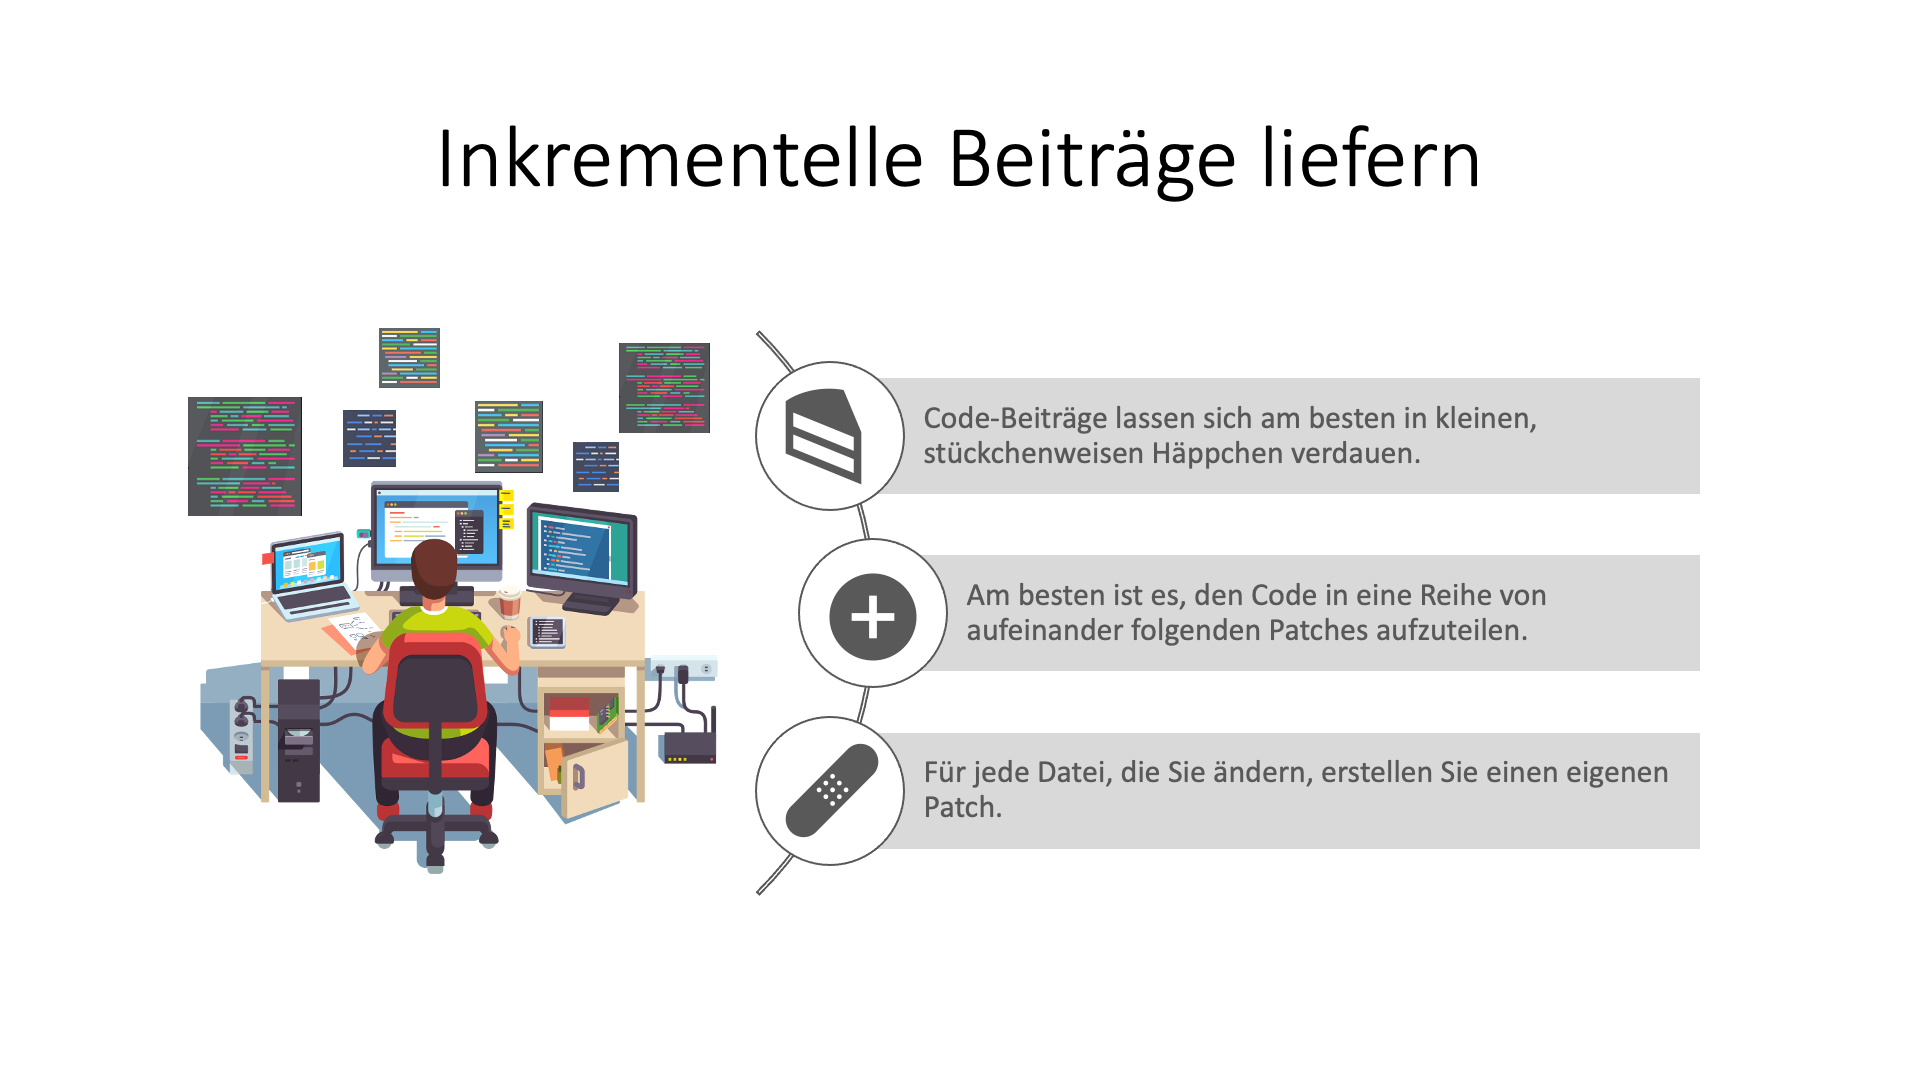 Inkrementelle Beiträge liefern
Code-Beiträge lassen sich am besten in kleinen,
stückchenweisen Häppchen verdauen.
Am besten ist es, den Code in eine Reihe von
aufeinander folgenden Patches aufzuteilen.
Für jede Datei, die Sie ändern, erstellen Sie einen eigenen
Patch.